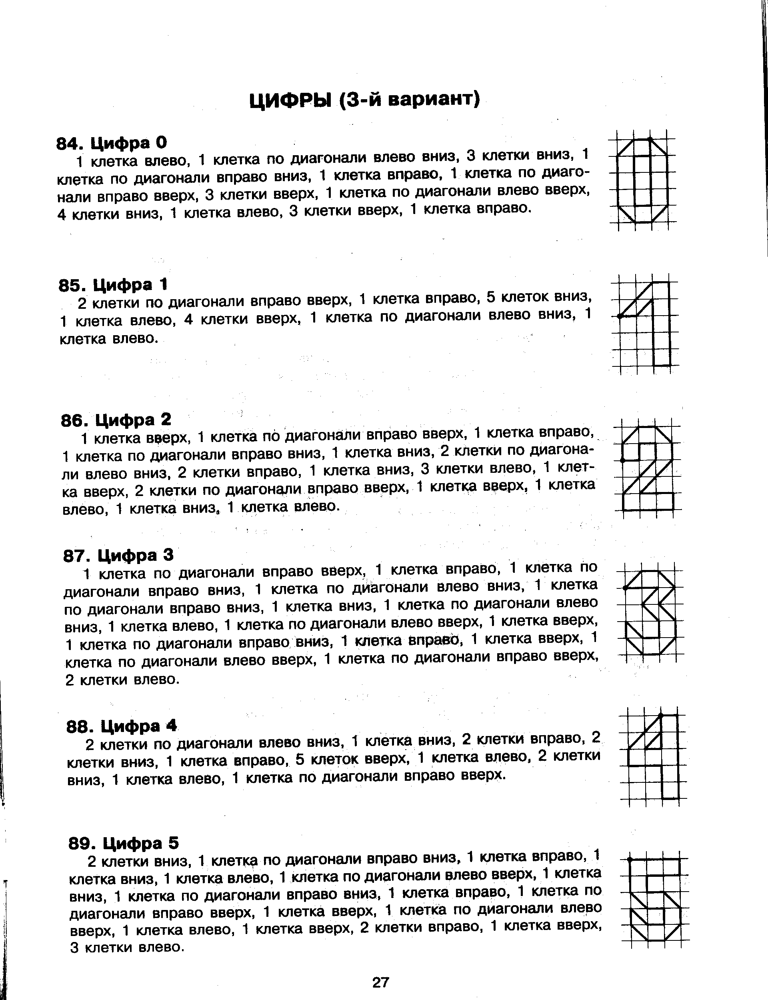 ЦИФРЫ (3-й вариант)
84. Цифра 0
1 клетка влево, 1 клетка по диагонали влево вниз, 3 клетки вниз, 1
клетка по диагонали вправо вниз, 1 клетка вправо, 1 клетка по диаго-
нали вправо вверх, 3 клетки вверх, 1 клетка по диагонали влево вверх,
4 клетки вниз, 1 клетка влево, 3 клетки вверх, 1 клетка вправо.
85. Цифра 1
2 клетки по диагонали вправо вверх, 1 клетка вправо, 5 клеток вниз,
1 клетка влево, 4 клетки вверх, 1 клетка по диагонали влево вниз, 1
клетка влево.
86. Цифра 2
1 клетка вверх, 1 клетка по диагонали вправо вверх, 1 клетка вправо,
1 клетка по диагонали вправо вниз, 1 клетка вниз, 2 клетки по диагона-
ли влево вниз, 2 клетки вправо, 1 клетка вниз, 3 клетки влево, 1 клет-
ка вверх, 2 клетки по диагонали вправо вверх, 1 клетка вверх, 1 клетка
влево, 1 клетка вниз, 1 клетка влево.
87. Цифра 3
1 клетка по диагонали вправо вверх, 1 клетка вправо, 1 клетка по
диагонали вправо вниз, 1 клетка по диагонали влево вниз, 1 клетка
по диагонали вправо вниз, 1 клетка вниз, 1 клетка по диагонали влево
вниз, 1 клетка влево, 1 клетка по диагонали влево вверх, 1 клетка вверх,
1 клетка по диагонали вправо вниз, 1 клетка вправо, 1 клетка вверх, 1
клетка по диагонали влево вверх, 1 клетка по диагонали вправо вверх,
2 клетки влево.
88. Цифра 4
2 клетки по диагонали влево вниз, 1 клетка вниз, 2 клетки вправо, 2
клетки вниз, 1 клетка вправо, 5 клеток вверх, 1 клетка влево, 2 клетки
вниз, 1 клетка влево, 1 клетка по диагонали вправо вверх.
89. Цифра 5
2 клетки вниз, 1 клетка по диагонали вправо вниз, 1 клетка вправо, 1
клетка вниз, 1 клетка влево, 1 клетка по диагонали влево вверх, 1 клетка
вниз, 1 клетка по диагонали вправо вниз, 1 клетка вправо, 1 клетка по
диагонали вправо вверх, 1 клетка вверх, 1 клетка по диагонали влево
вверх, 1 клетка влево, 1 клетка вверх, 2 клетки вправо, 1 клетка вверх,
3 клетки влево.
27